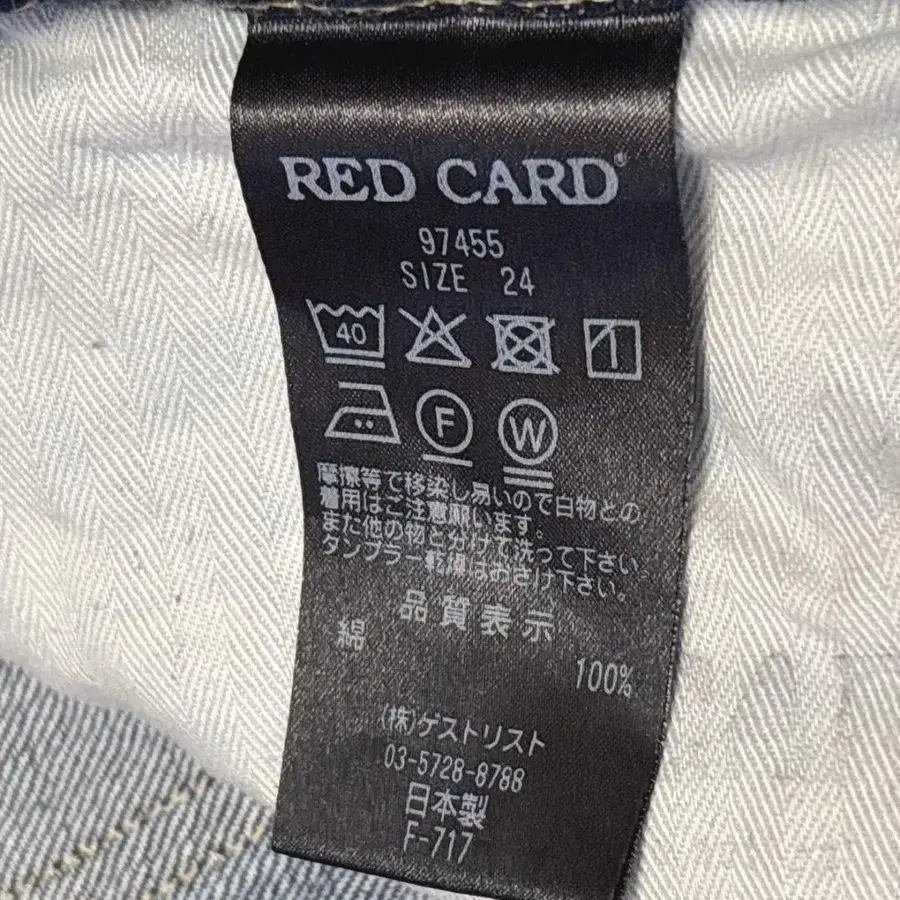 RED CARD®
97455
SIZE 24
40
F W
摩擦等で移染し易いので白物との
着用はご注意願います。
また他の物と分けて洗って下さい。
タンブラー乾燥はおさけ下さい。
品質表示
綿 100%
(株)ゲストリスト
03-5728-8788
日本製
F-717